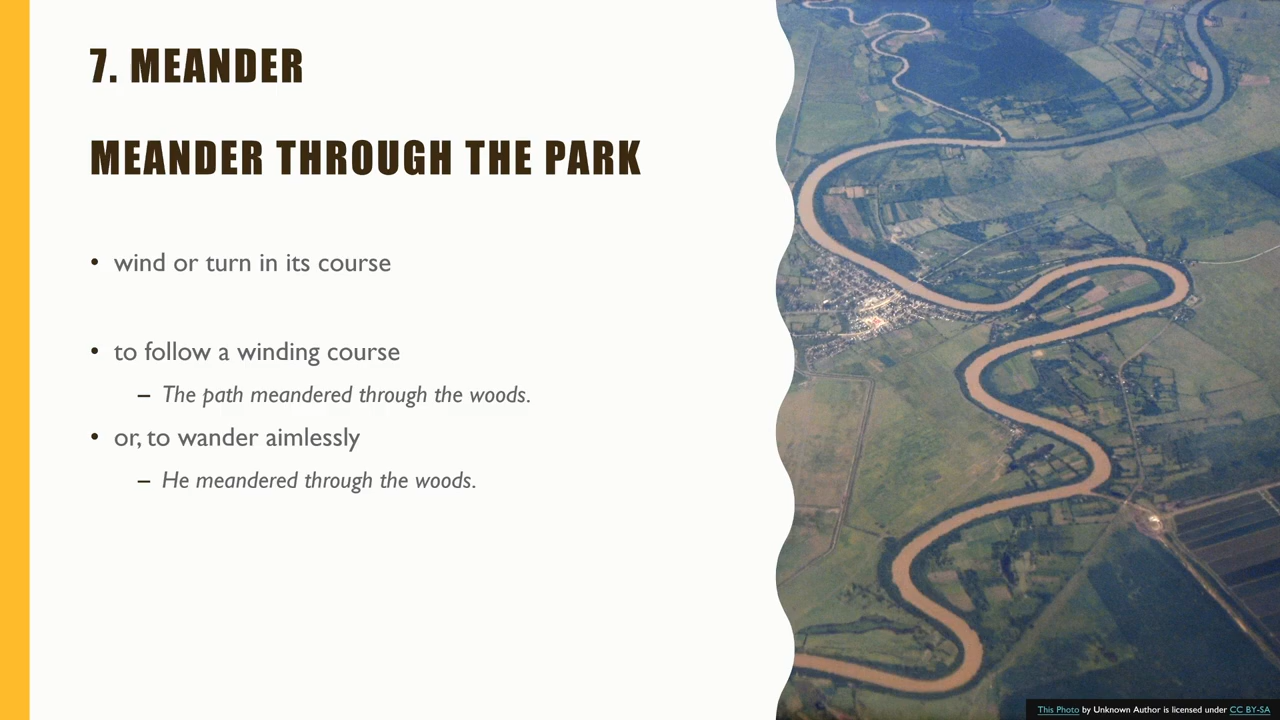 7. MEANDER
MEANDER THROUGH THE PARK
• wind or turn in its course
• to follow a winding course
– The path meandered through the woods.
• or, to wander aimlessly
– He meandered through the woods.
This Photo by Unknown Author is licensed under CC BY-SA